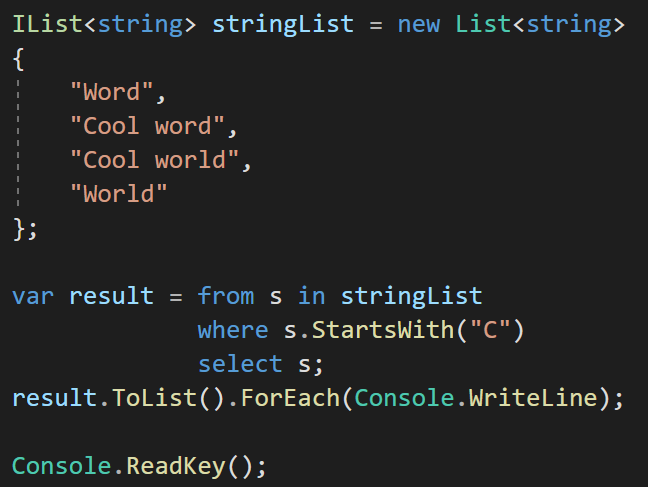 IList<string> stringList = new List<string>
{
    "Word",
    "Cool word",
    "Cool world",
    "World"
};
var result = from s in stringList
             where s.StartsWith("C")
             select s;
result.ToList().ForEach(Console.WriteLine);
Console.ReadKey();